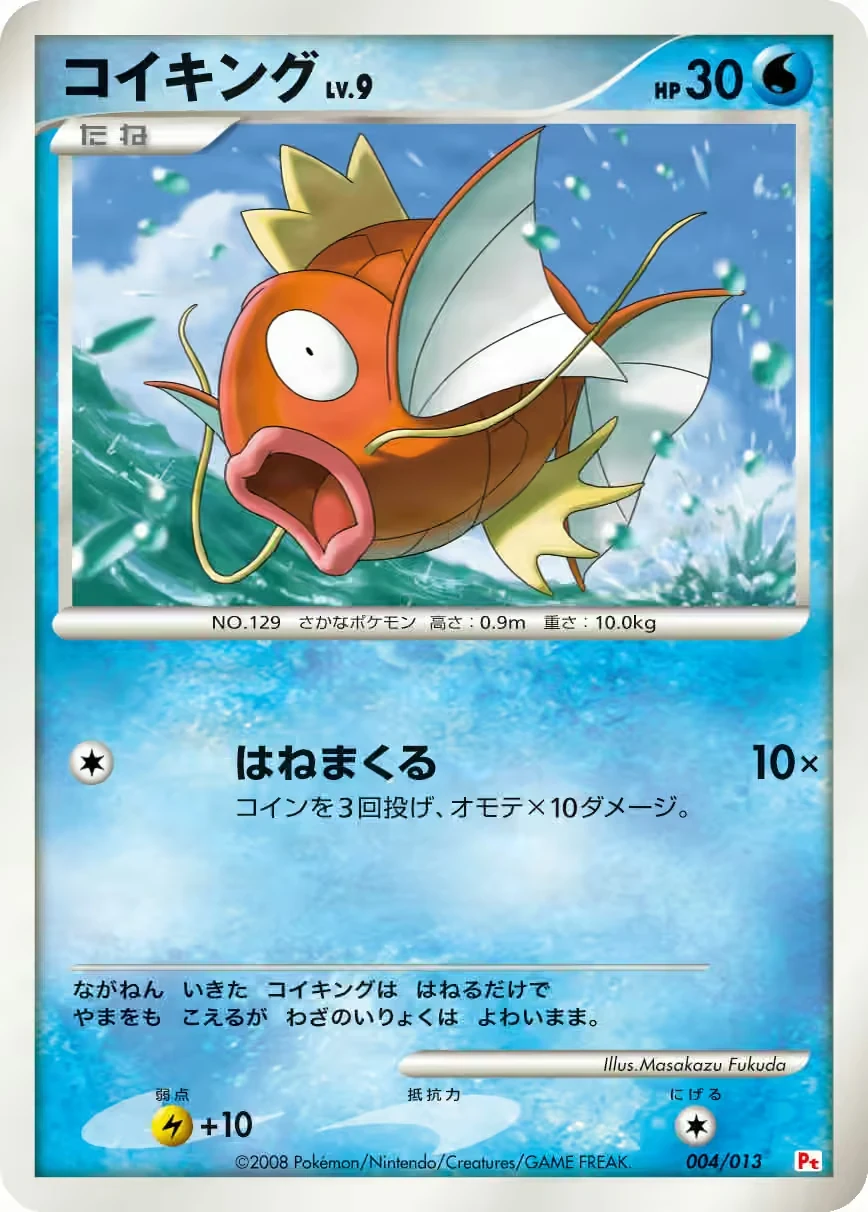 コイキング LV.9 HP 30
たね
NO.129 さかなポケモン 高さ：0.9m 重さ：10.0kg
はねまくる 10×
コインを3回投げ、オモテ×10ダメージ。
ながねん いきた コイキングは はねるだけで
やまをも こえるが わざのいりょくは よわいまま。
Illus.Masakazu Fukuda
弱点 抵抗力 にげる
+10
©2008 Pokémon/Nintendo/Creatures/GAME FREAK. 004/013 Pt